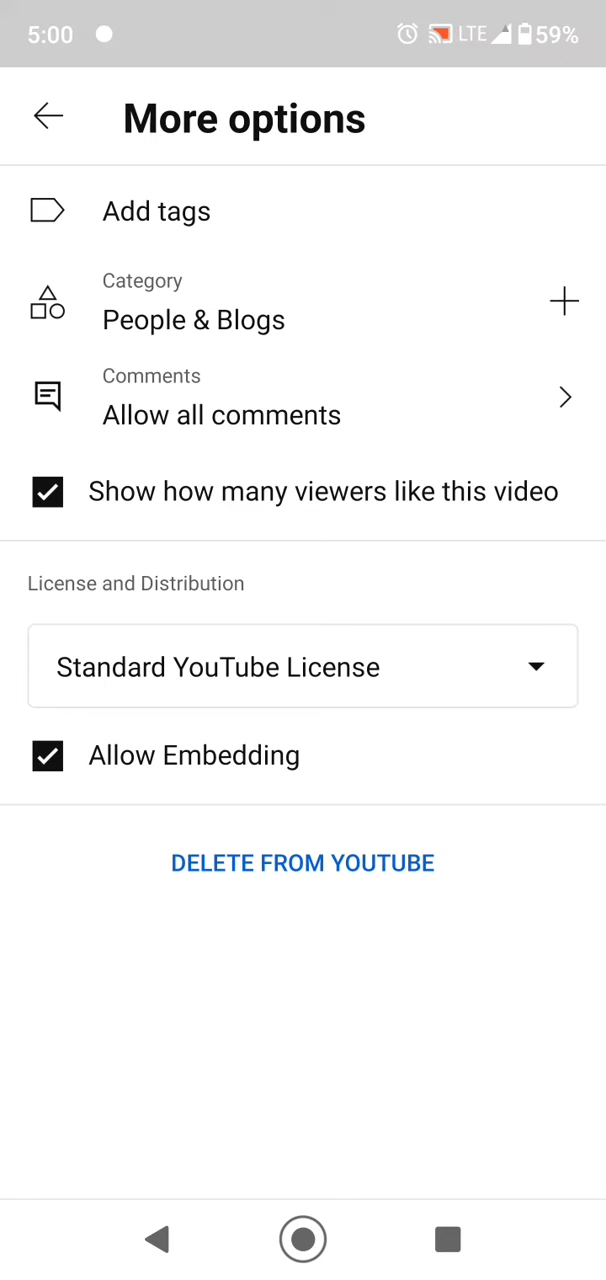 5:00 LTE 59%
More options
Add tags
Category
People & Blogs
Comments
Allow all comments
Show how many viewers like this video
License and Distribution
Standard YouTube License
Allow Embedding
DELETE FROM YOUTUBE